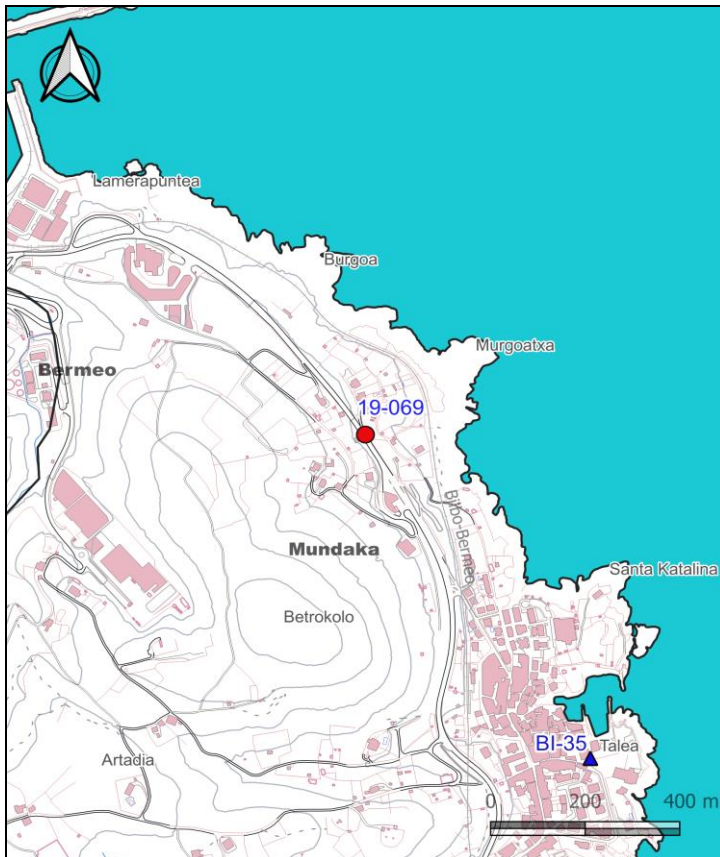 Lamerapuntea
Burgoa
Murgoatxa
Bermeo
19-069
Bilbo-Bermeo
Mundaka
Santa Katalina
Betrokolo
BI-35
Talea
Artadia
0 200 400 m